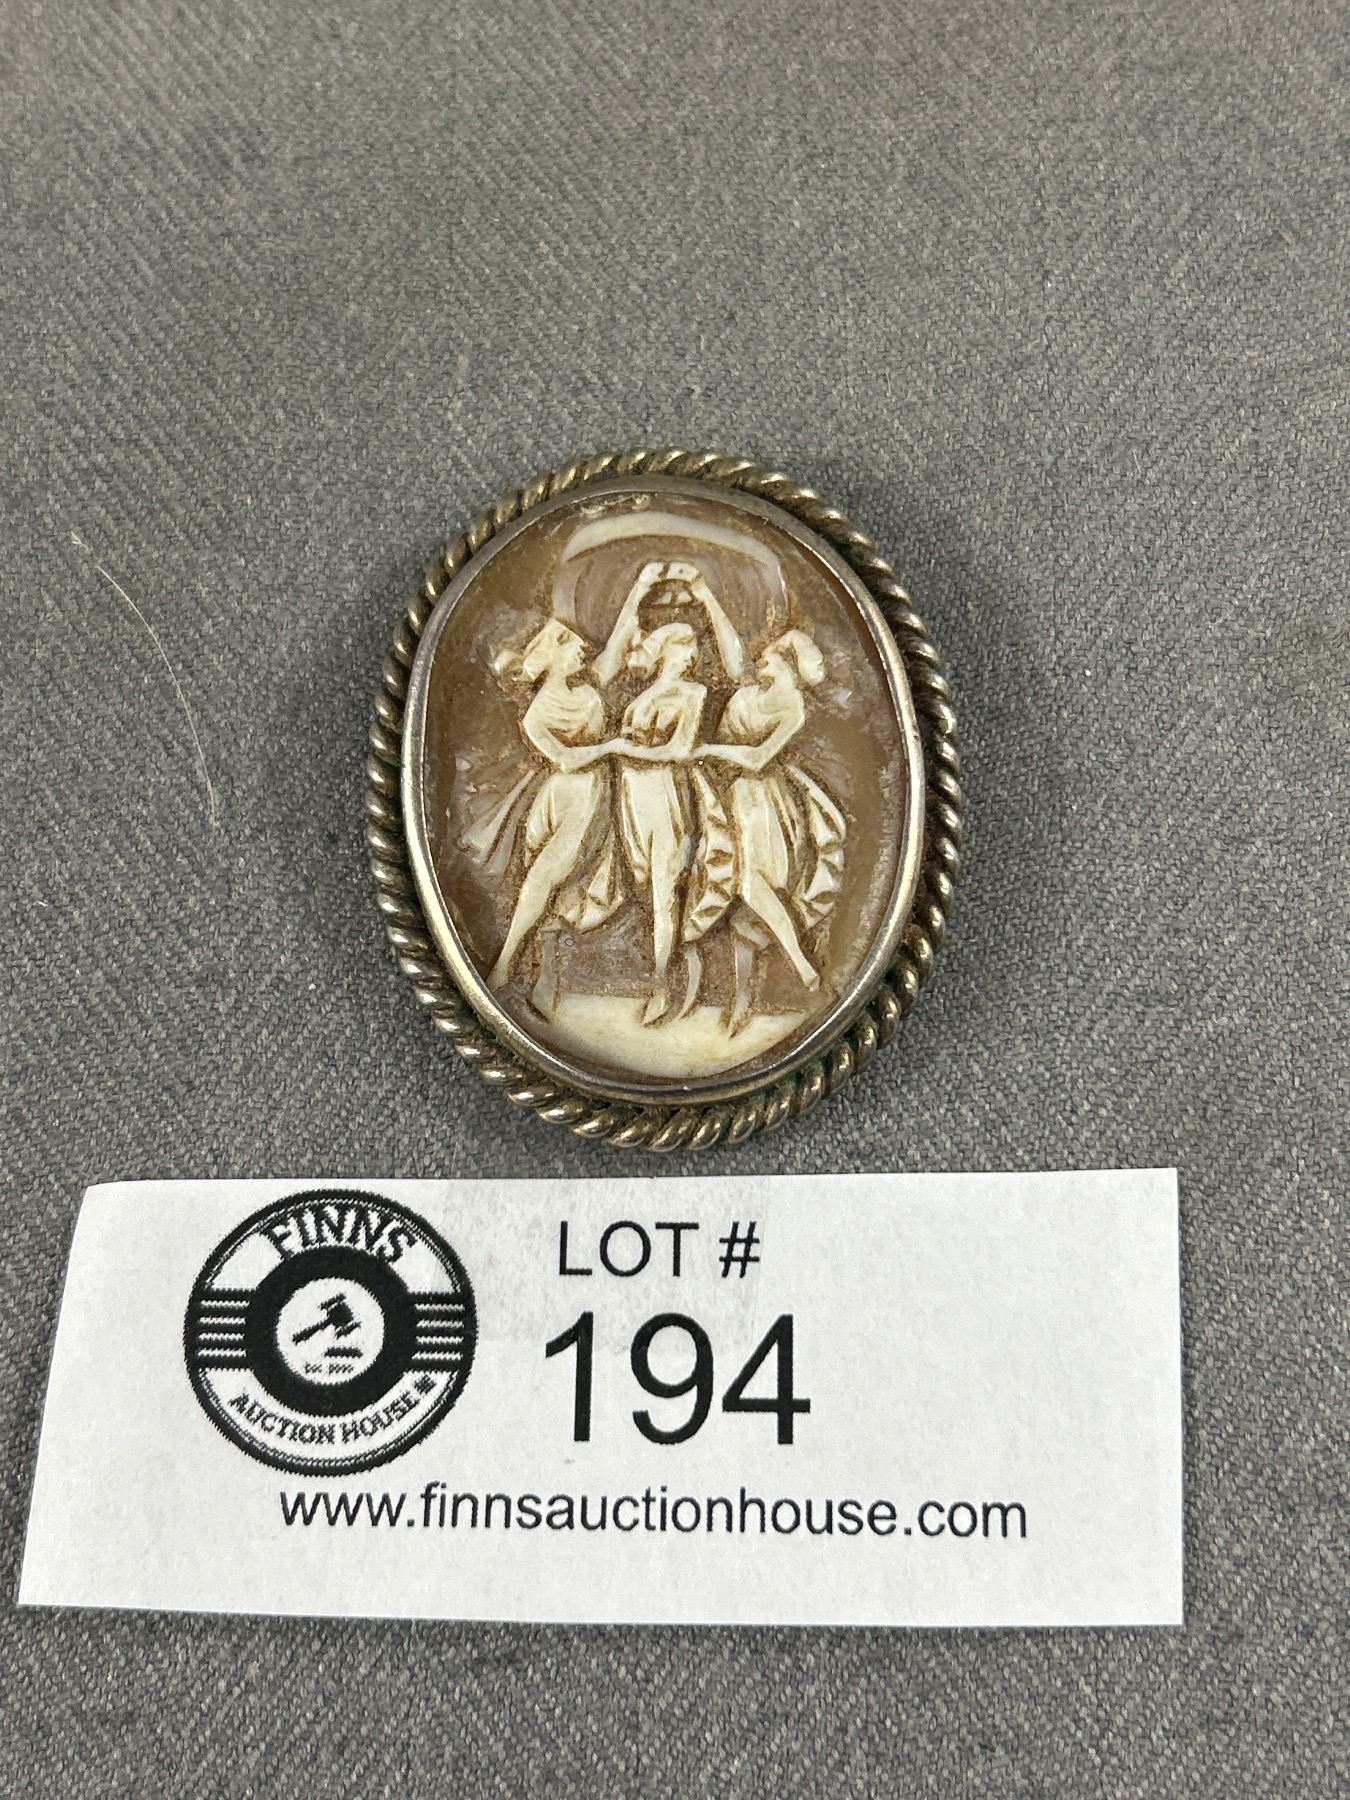 FINNS
AUCTION HOUSE
LOT #
194
www.finnsauctionhouse.com